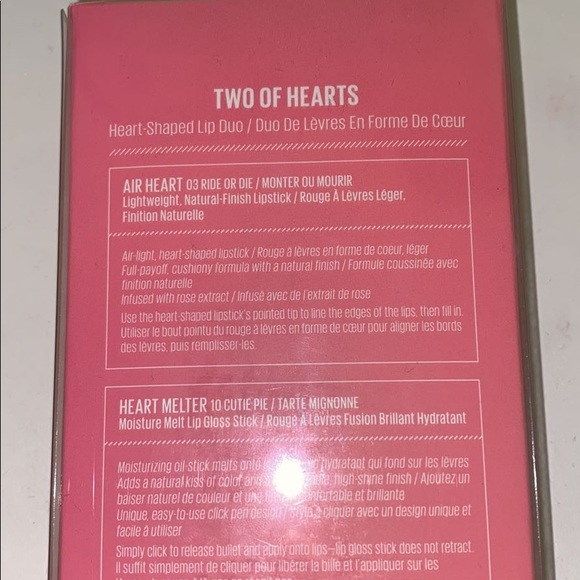 TWO OF HEARTS
Heart-Shaped Lip Duo / Duo De Lèvres En Forme De Cœur
AIR HEART 03 RIDE OR DIE / MONTER OU MOURIR
Lightweight, Natural-Finish Lipstick / Rouge À Lèvres Léger,
Finition Naturelle
Air-light, heart-shaped lipstick / Rouge à lèvres en forme de coeur, léger
Full-payoff, cushiony formula with a natural finish / Formule coussinée avec
finition naturelle
Infused with rose extract / Infusé avec de l'extrait de rose
Use the heart-shaped lipstick's pointed tip to line the edges of the lips, then fill in.
Utiliser le bout pointu du rouge à lèvres en forme de cœur pour aligner les bords
des lèvres, puis remplisser-les.
HEART MELTER 10 CUTIE PIE / TARTE MIGNONNE
Moisture Melt Lip Gloss Stick / Rouge À Lèvres Fusion Brillant Hydratant
Moisturizing oil-stick melts onto hydratant qui fond sur les lèvres
Adds a natural kiss of color and high-shine finish / Ajoutez un
baiser naturel de couleur et une confortable et brillante
Unique, easy-to-use click pen design / Stylo à cliquer avec un design unique et
facile à utiliser
Simply click to release bullet and apply onto lips—lip gloss stick does not retract.
Il suffit simplement de cliquer pour libérer la bille et l'appliquer sur les